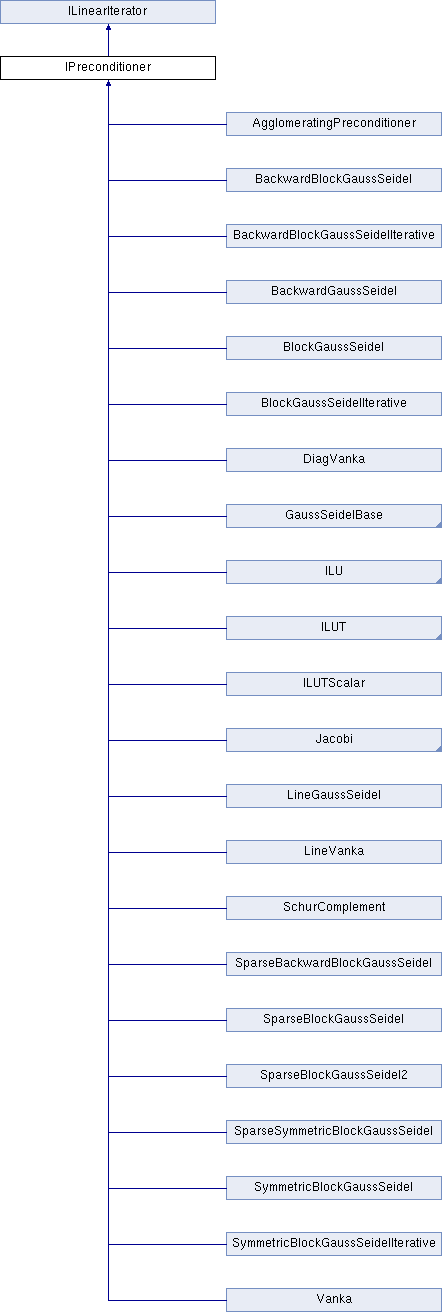 ILinearIterator
IPreconditioner
AgglomeratingPreconditioner
BackwardBlockGaussSeidel
BackwardBlockGaussSeidelIterative
BackwardGaussSeidel
BlockGaussSeidel
BlockGaussSeidelIterative
DiagVanka
GaussSeidelBase
ILU
ILUT
ILUTScalar
Jacobi
LineGaussSeidel
LineVanka
SchurComplement
SparseBackwardBlockGaussSeidel
SparseBlockGaussSeidel
SparseBlockGaussSeidel2
SparseSymmetricBlockGaussSeidel
SymmetricBlockGaussSeidel
SymmetricBlockGaussSeidelIterative
Vanka